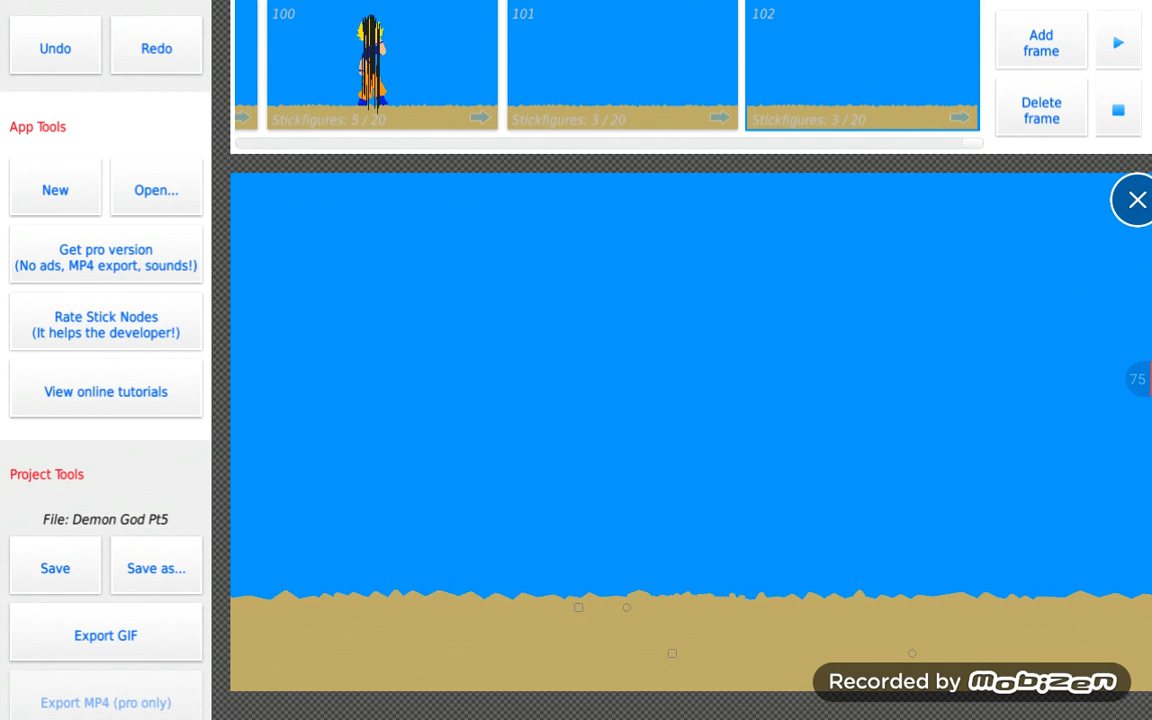 Undo
Redo
App Tools
New
Open...
Get pro version
(No ads, MP4 export, sounds!)
Rate Stick Nodes
(It helps the developer!)
View online tutorials
Project Tools
File: Demon God Pt5
Save
Save as...
Export GIF
Export MP4 (pro only)
100
Stickfigures: 5 / 20
101
Stickfigures: 3 / 20
102
Stickfigures: 3 / 20
Add
frame
Delete
frame
75
Recorded by mobizen